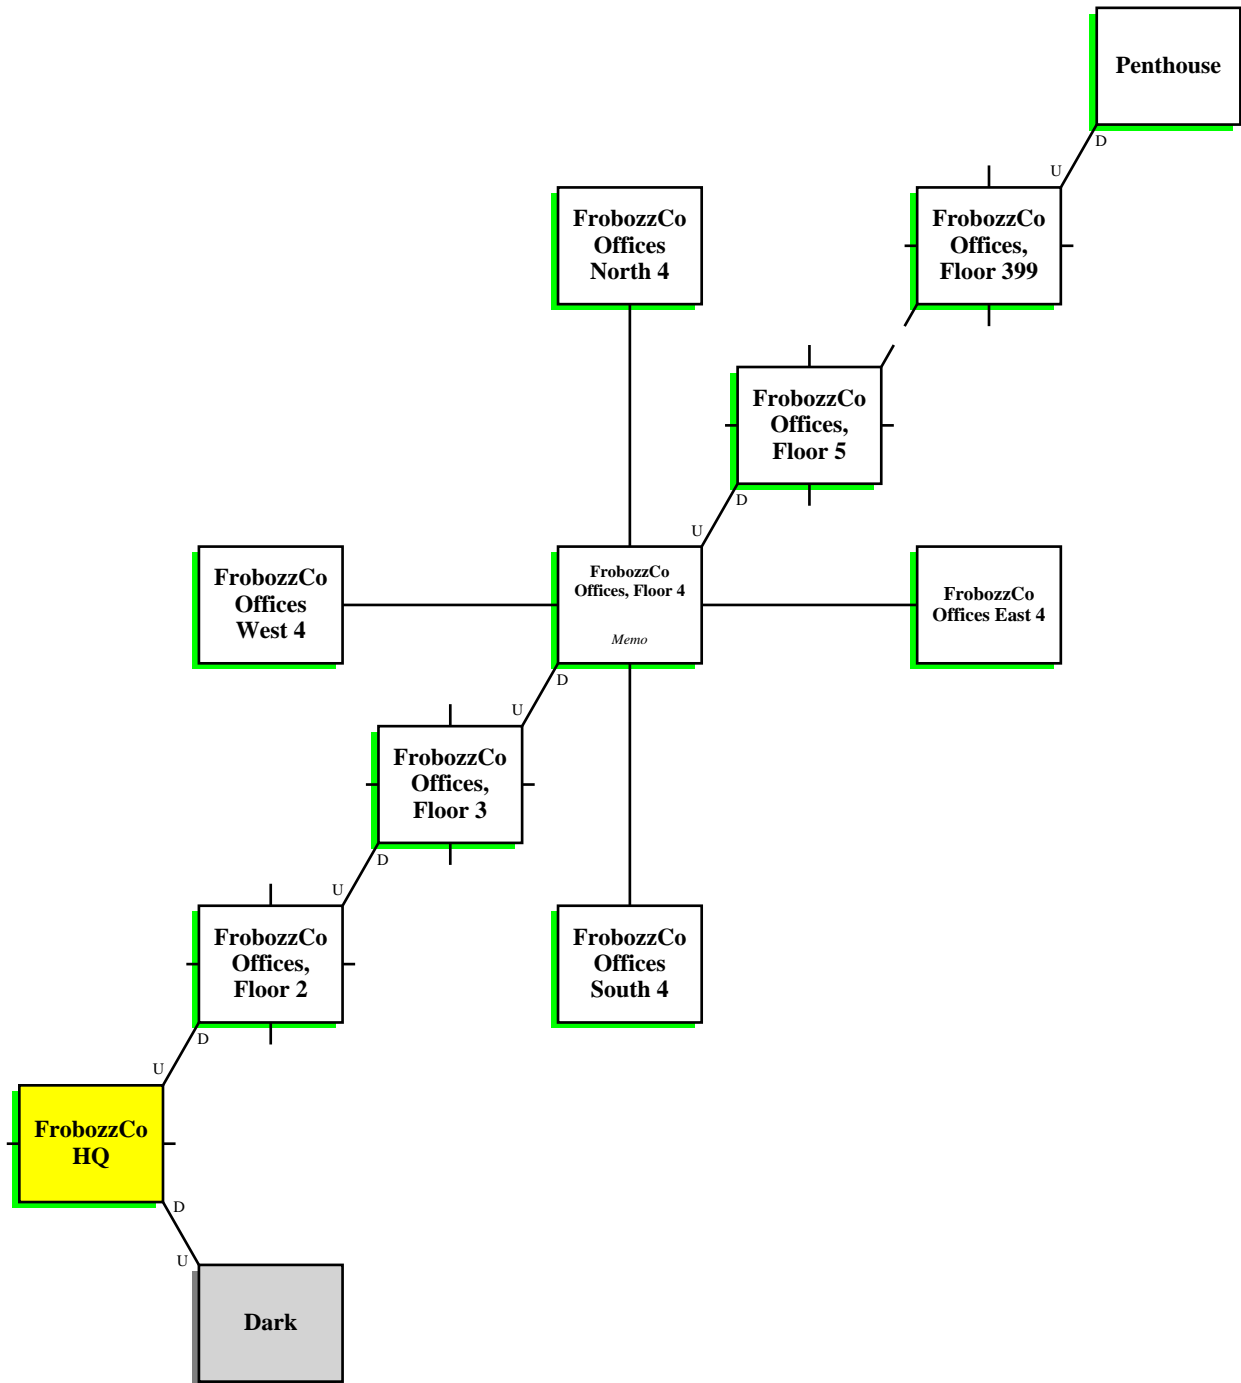 Penthouse
D
U
FrobozzCo
Offices,
Floor 399
FrobozzCo
Offices
North 4
FrobozzCo
Offices,
Floor 5
D
U
FrobozzCo
Offices
West 4
FrobozzCo
Offices, Floor 4
Memo
FrobozzCo
Offices East 4
D
U
FrobozzCo
Offices,
Floor 3
D
U
FrobozzCo
Offices,
Floor 2
FrobozzCo
Offices
South 4
D
U
FrobozzCo
HQ
D
U
Dark